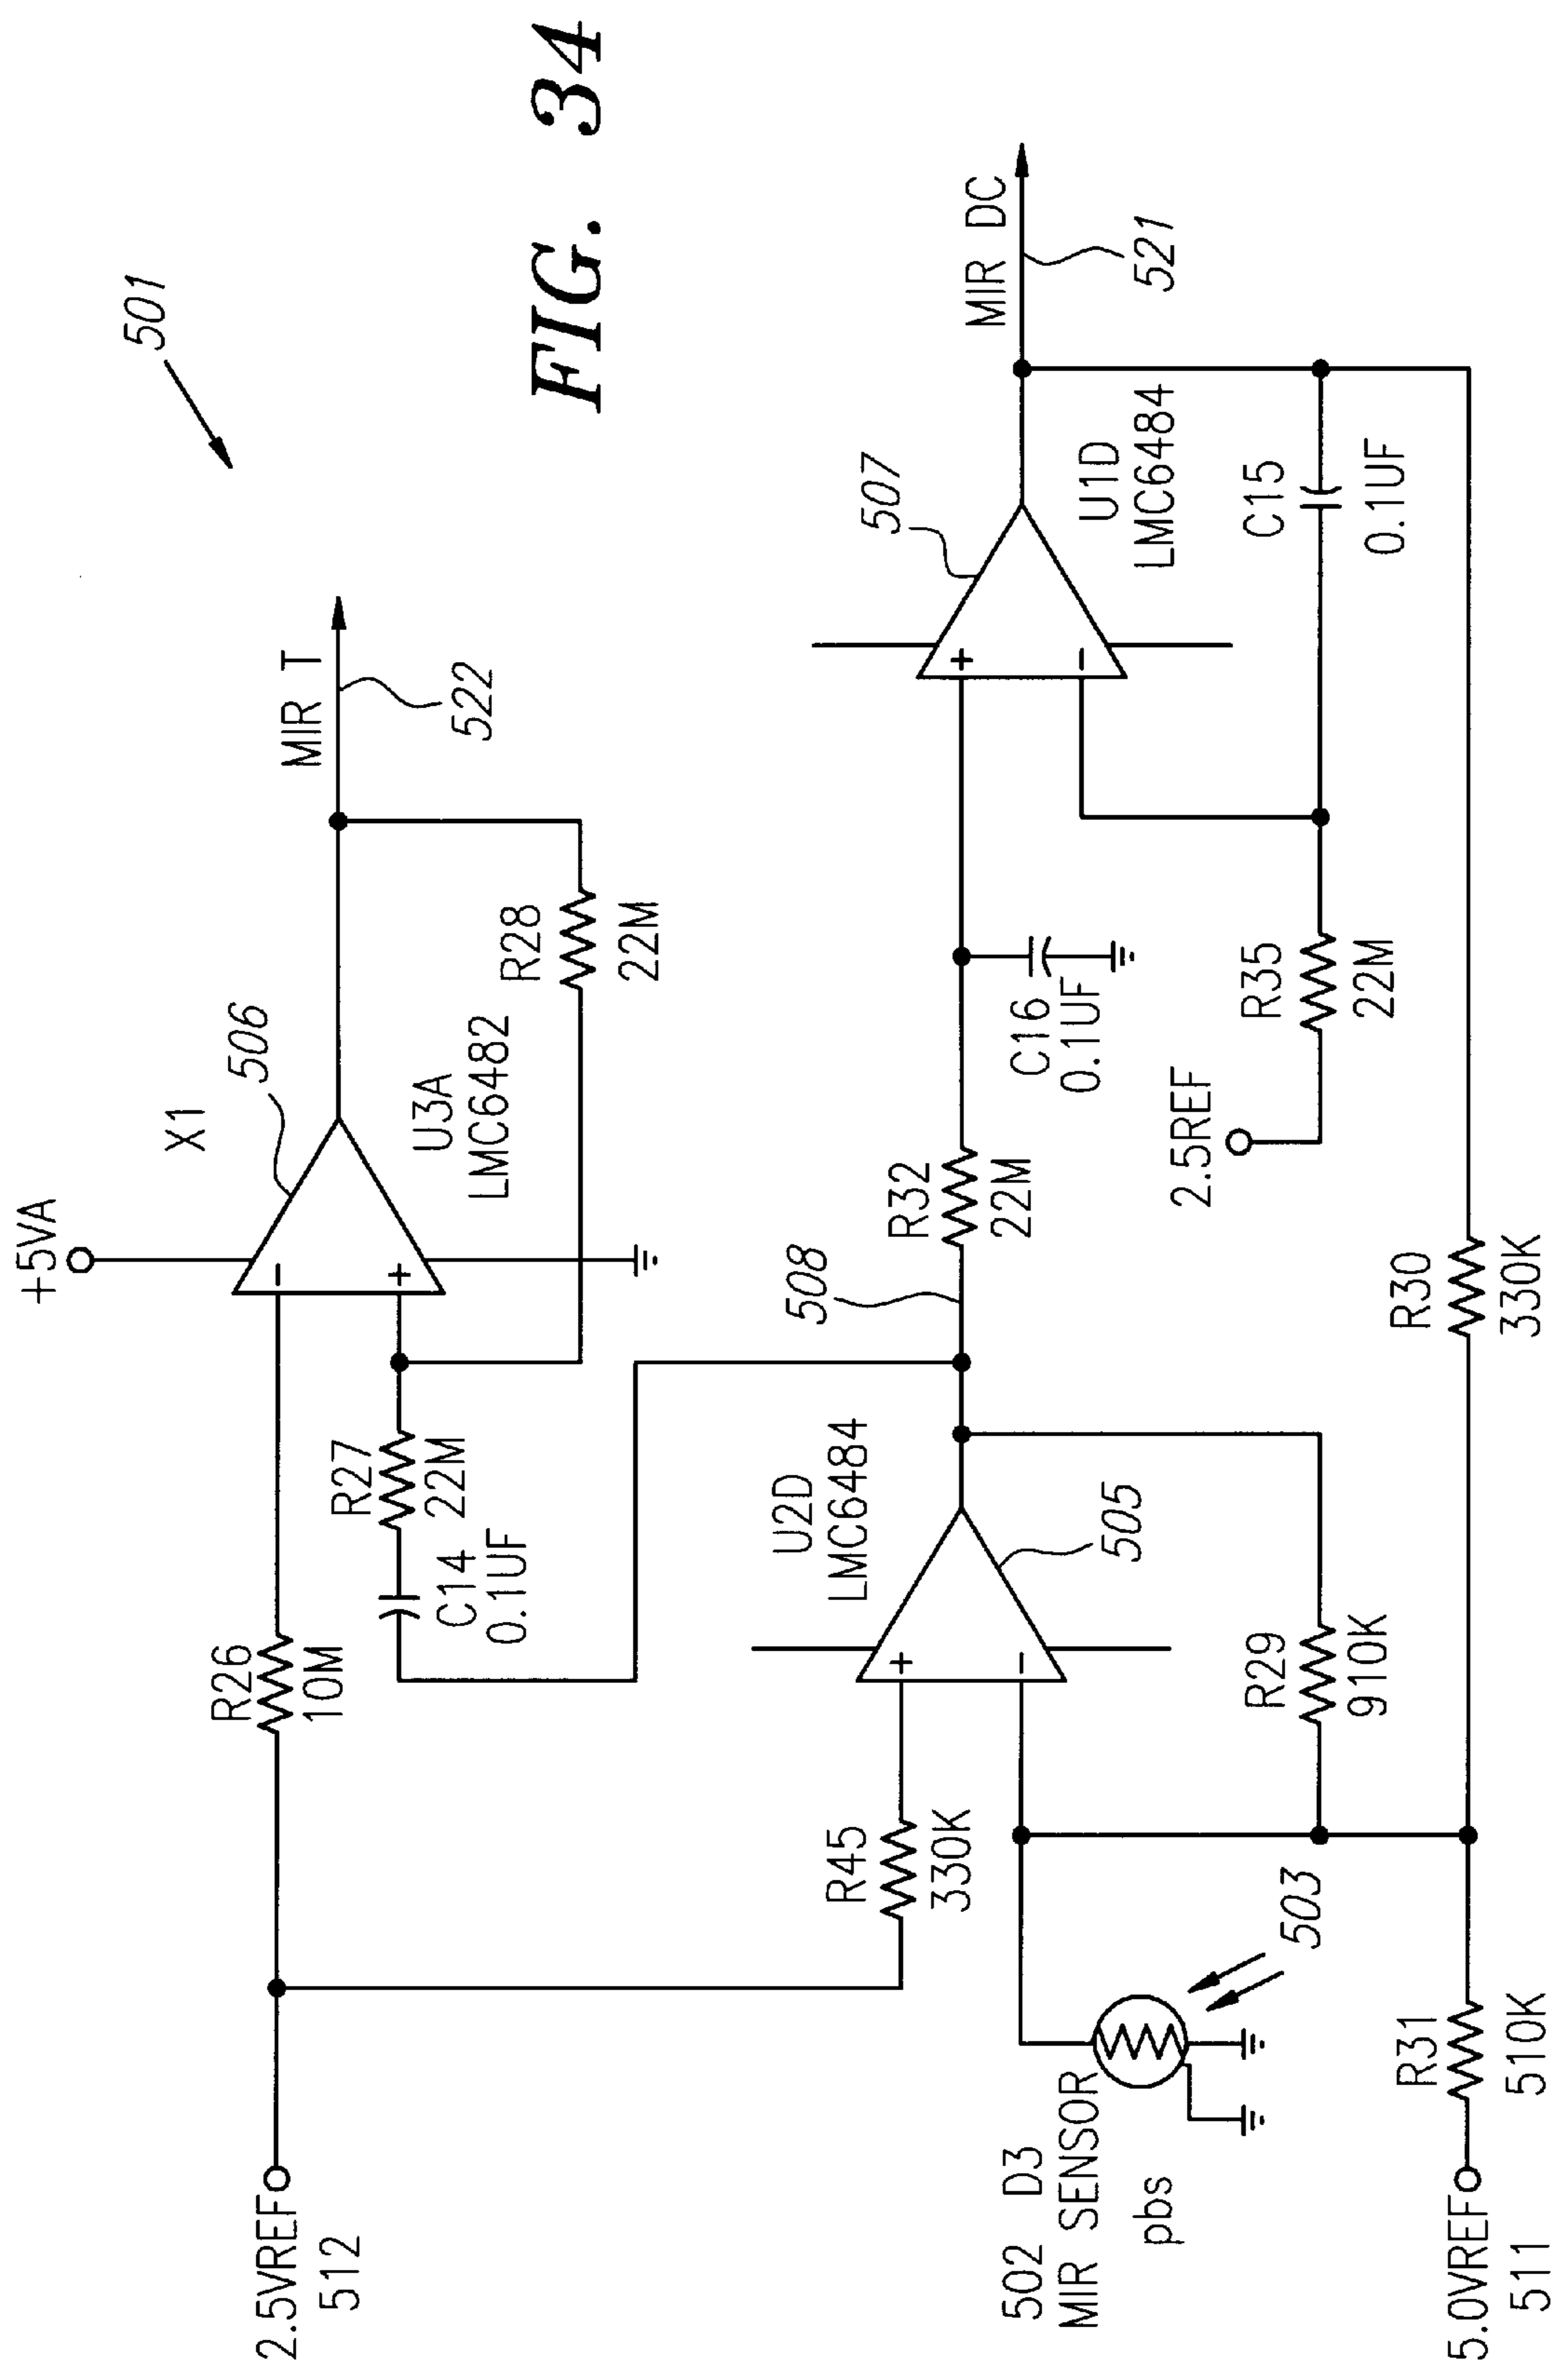 FIG. 34
501
+5VA
X1
506
U3A
LMC6482
MIR T
522
R28
22M
R26
10M
R27
22M
C14
0.1UF
2.5VREF
512
U2D
LMC6484
505
508
R32
22M
C16
0.1UF
507
U1D
LMC6484
MIR DC
521
C15
0.1UF
R35
22M
2.5REF
R45
330K
R29
910K
R30
330K
503
502 D3
MIR SENSOR
pbs
R31
510K
5.0VREF
511
+
−
+
−
+
−